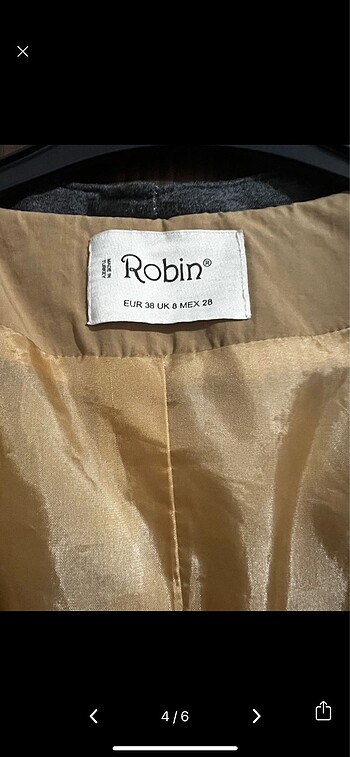 MADE IN
TURKEY
Robin®
EUR 38 UK 8 MEX 28
4/6